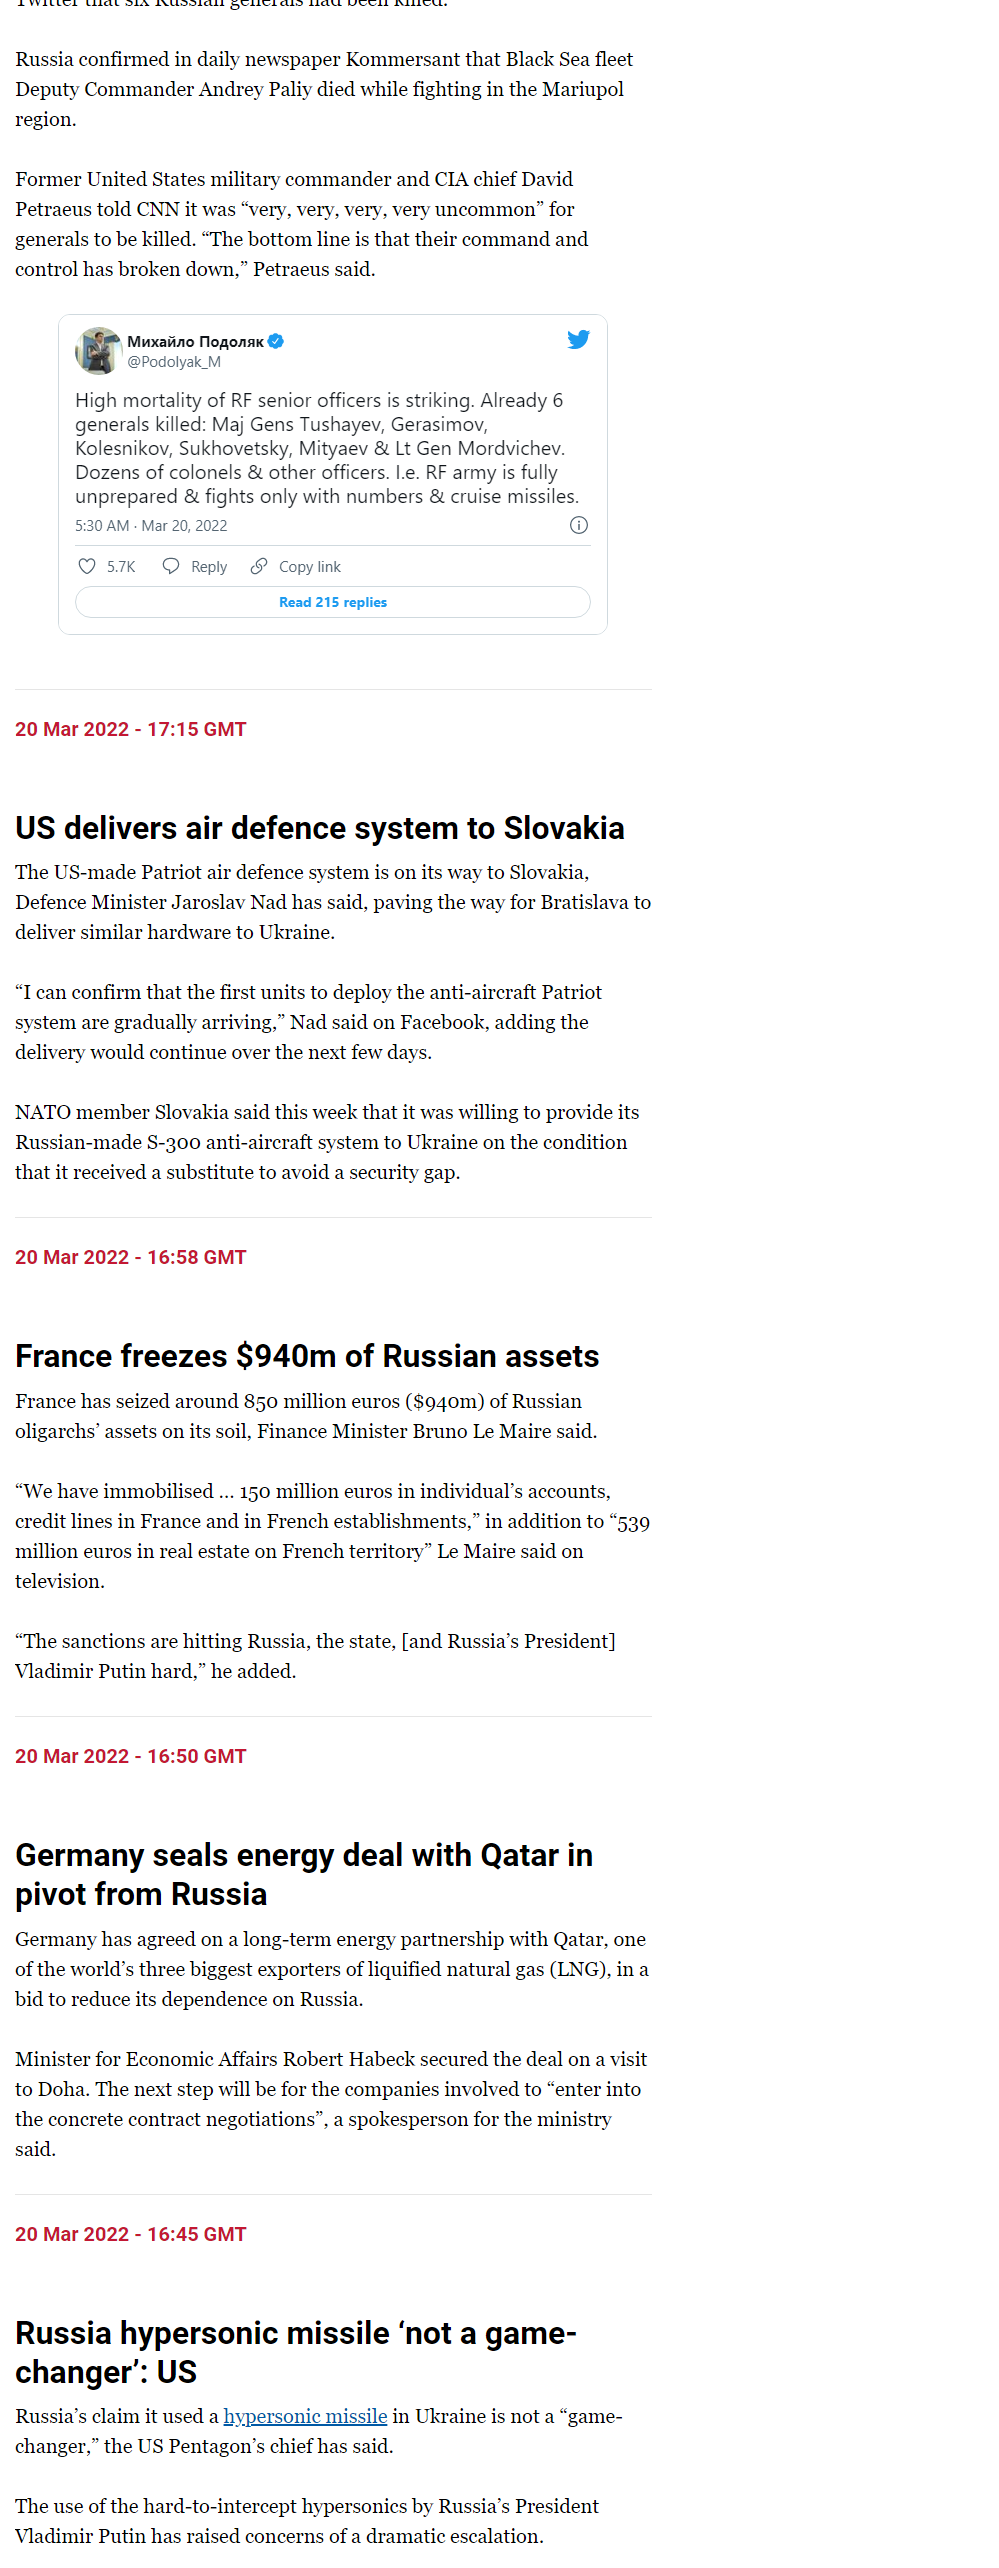 Twitter that six Russian generals had been killed.
Russia confirmed in daily newspaper Kommersant that Black Sea fleet
Deputy Commander Andrey Paliy died while fighting in the Mariupol
region.
Former United States military commander and CIA chief David
Petraeus told CNN it was “very, very, very, very uncommon” for
generals to be killed. “The bottom line is that their command and
control has broken down,” Petraeus said.
Михайло Подоляк
@Podolyak_M
High mortality of RF senior officers is striking. Already 6
generals killed: Maj Gens Tushayev, Gerasimov,
Kolesnikov, Sukhovetsky, Mityaev & Lt Gen Mordvichev.
Dozens of colonels & other officers. I.e. RF army is fully
unprepared & fights only with numbers & cruise missiles.
5:30 AM · Mar 20, 2022
5.7K Reply Copy link
Read 215 replies
20 Mar 2022 - 17:15 GMT
US delivers air defence system to Slovakia
The US-made Patriot air defence system is on its way to Slovakia,
Defence Minister Jaroslav Nad has said, paving the way for Bratislava to
deliver similar hardware to Ukraine.
“I can confirm that the first units to deploy the anti-aircraft Patriot
system are gradually arriving,” Nad said on Facebook, adding the
delivery would continue over the next few days.
NATO member Slovakia said this week that it was willing to provide its
Russian-made S-300 anti-aircraft system to Ukraine on the condition
that it received a substitute to avoid a security gap.
20 Mar 2022 - 16:58 GMT
France freezes $940m of Russian assets
France has seized around 850 million euros ($940m) of Russian
oligarchs’ assets on its soil, Finance Minister Bruno Le Maire said.
“We have immobilised … 150 million euros in individual’s accounts,
credit lines in France and in French establishments,” in addition to “539
million euros in real estate on French territory” Le Maire said on
television.
“The sanctions are hitting Russia, the state, [and Russia’s President]
Vladimir Putin hard,” he added.
20 Mar 2022 - 16:50 GMT
Germany seals energy deal with Qatar in
pivot from Russia
Germany has agreed on a long-term energy partnership with Qatar, one
of the world’s three biggest exporters of liquified natural gas (LNG), in a
bid to reduce its dependence on Russia.
Minister for Economic Affairs Robert Habeck secured the deal on a visit
to Doha. The next step will be for the companies involved to “enter into
the concrete contract negotiations”, a spokesperson for the ministry
said.
20 Mar 2022 - 16:45 GMT
Russia hypersonic missile ‘not a game-
changer’: US
Russia’s claim it used a hypersonic missile in Ukraine is not a “game-
changer,” the US Pentagon’s chief has said.
The use of the hard-to-intercept hypersonics by Russia’s President
Vladimir Putin has raised concerns of a dramatic escalation.